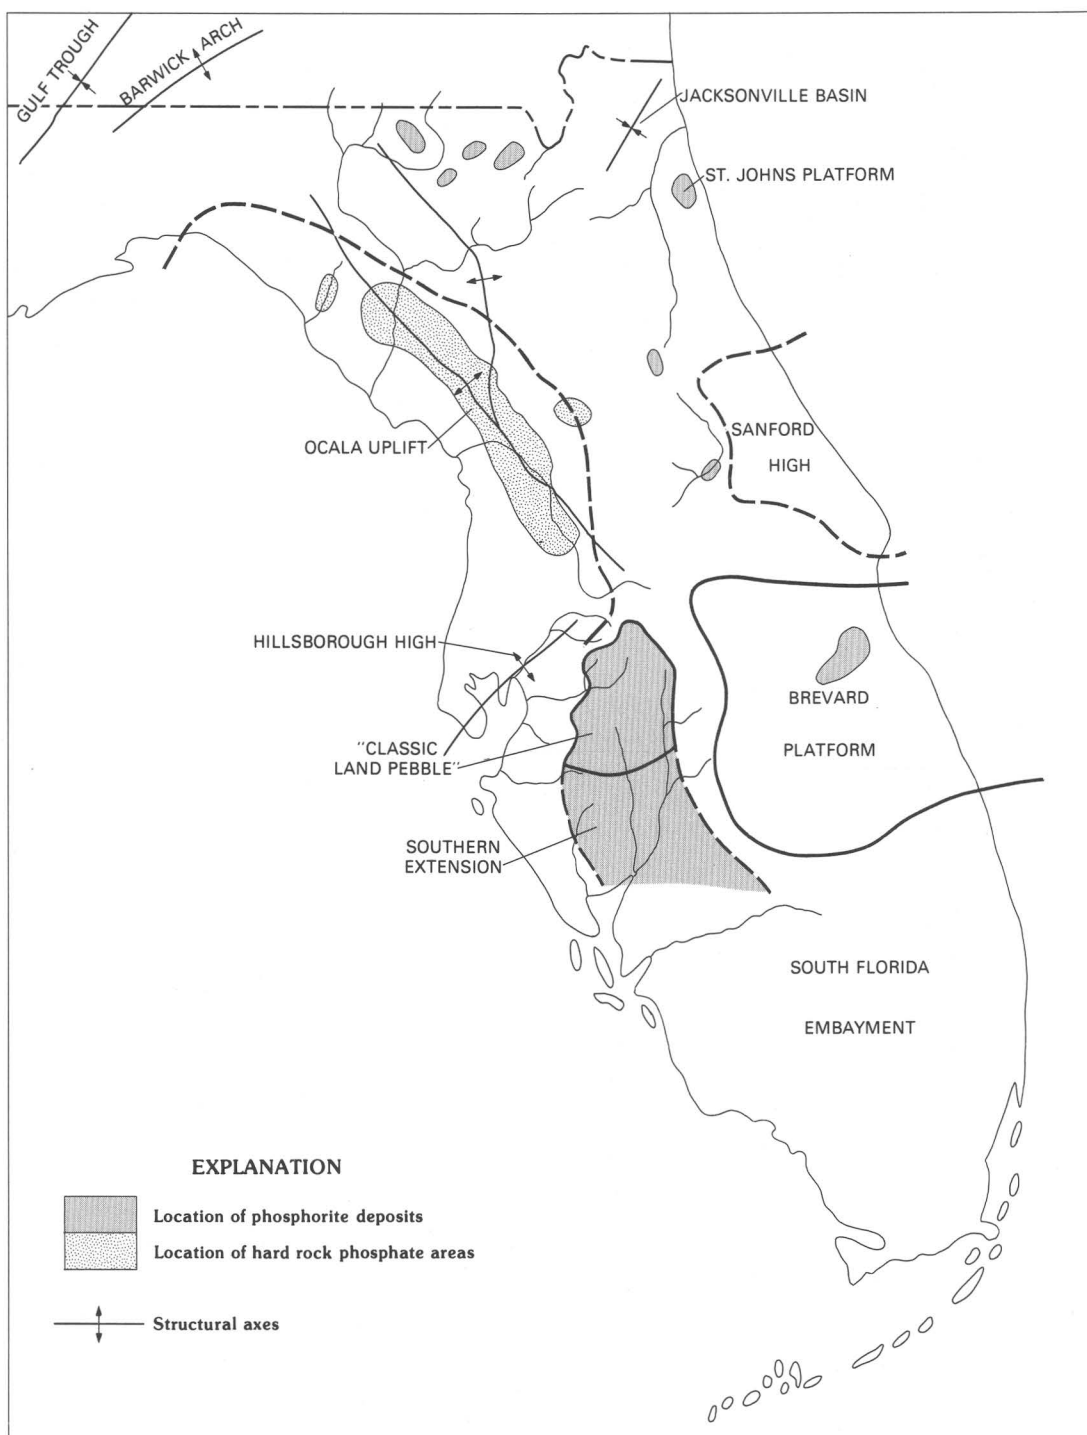 GULF TROUGH
BARWICK ARCH
JACKSONVILLE BASIN
ST. JOHNS PLATFORM
OCALA UPLIFT
SANFORD
HIGH
HILLSBOROUGH HIGH
BREVARD
PLATFORM
"CLASSIC
LAND PEBBLE"
SOUTHERN
EXTENSION
SOUTH FLORIDA
EMBAYMENT
EXPLANATION
Location of phosphorite deposits
Location of hard rock phosphate areas
Structural axes